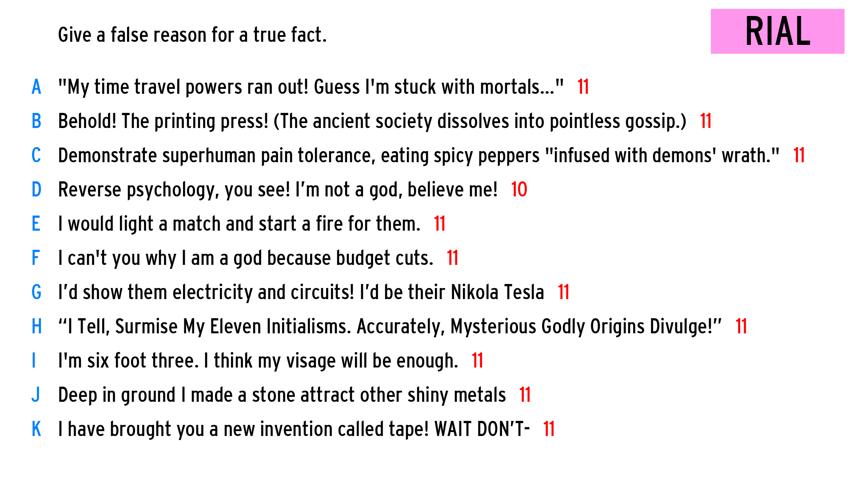 Give a false reason for a true fact.
RIAL
A "My time travel powers ran out! Guess I'm stuck with mortals..." 11
B Behold! The printing press! (The ancient society dissolves into pointless gossip.) 11
C Demonstrate superhuman pain tolerance, eating spicy peppers "infused with demons' wrath." 11
D Reverse psychology, you see! I’m not a god, believe me! 10
E I would light a match and start a fire for them. 11
F I can't you why I am a god because budget cuts. 11
G I’d show them electricity and circuits! I’d be their Nikola Tesla 11
H “I Tell, Surmise My Eleven Initialisms. Accurately, Mysterious Godly Origins Divulge!” 11
I I'm six foot three. I think my visage will be enough. 11
J Deep in ground I made a stone attract other shiny metals 11
K I have brought you a new invention called tape! WAIT DON’T- 11